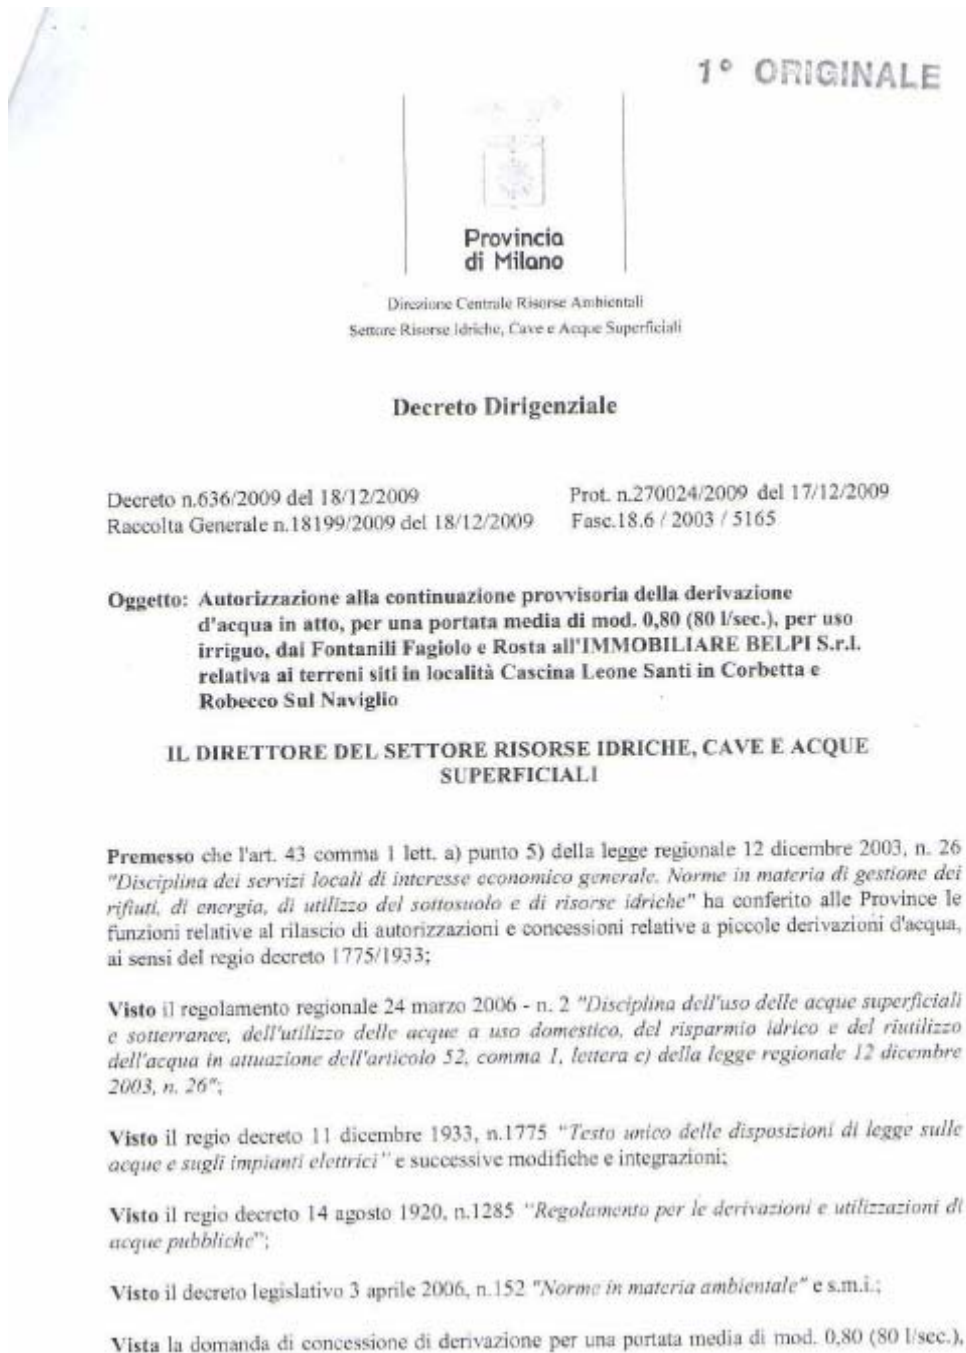 1° ORIGINALE
Provincia
di Milano
Direzione Centrale Risorse Ambientali
Settore Risorse Idriche, Cave e Acque Superficiali
Decreto Dirigenziale
Decreto n.636/2009 del 18/12/2009 Prot. n.270024/2009 del 17/12/2009
Raccolta Generale n.18199/2009 del 18/12/2009 Fasc.18.6 / 2003 / 5165
Oggetto: Autorizzazione alla continuazione provvisoria della derivazione
d'acqua in atto, per una portata media di mod. 0,80 (80 l/sec.), per uso
irriguo, dai Fontanili Fagiolo e Rosta all'IMMOBILIARE BELPI S.r.l.
relativa ai terreni siti in località Cascina Leone Santi in Corbetta e
Robecco Sul Naviglio
IL DIRETTORE DEL SETTORE RISORSE IDRICHE, CAVE E ACQUE
SUPERFICIALI
Premesso che l'art. 43 comma 1 lett. a) punto 5) della legge regionale 12 dicembre 2003, n. 26
"Disciplina dei servizi locali di interesse economico generale. Norme in materia di gestione dei
rifiuti, di energia, di utilizzo del sottosuolo e di risorse idriche" ha conferito alle Province le
funzioni relative al rilascio di autorizzazioni e concessioni relative a piccole derivazioni d'acqua,
ai sensi del regio decreto 1775/1933;
Visto il regolamento regionale 24 marzo 2006 - n. 2 "Disciplina dell'uso delle acque superficiali
e sotterranee, dell'utilizzo delle acque a uso domestico, del risparmio idrico e del riutilizzo
dell'acqua in attuazione dell'articolo 52, comma 1, lettera c) della legge regionale 12 dicembre
2003, n. 26";
Visto il regio decreto 11 dicembre 1933, n.1775 "Testo unico delle disposizioni di legge sulle
acque e sugli impianti elettrici" e successive modifiche e integrazioni;
Visto il regio decreto 14 agosto 1920, n.1285 "Regolamento per le derivazioni e utilizzazioni di
acque pubbliche";
Visto il decreto legislativo 3 aprile 2006, n.152 "Norme in materia ambientale" e s.m.i.;
Vista la domanda di concessione di derivazione per una portata media di mod. 0,80 (80 l/sec.),